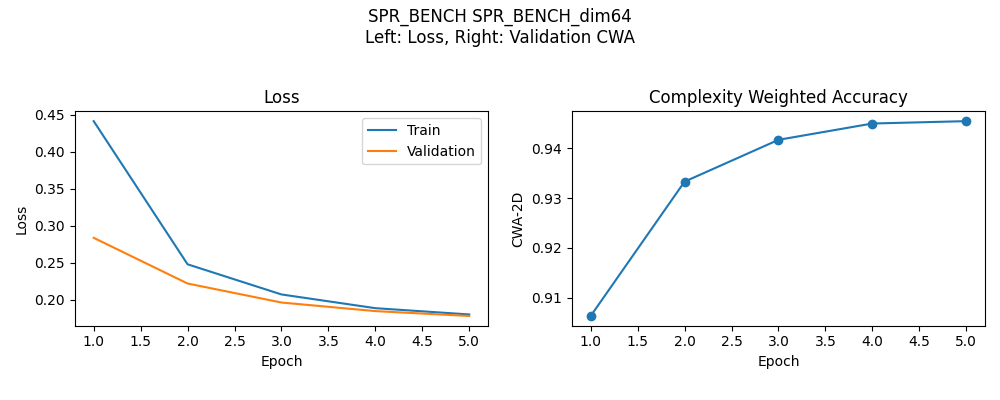 SPR_BENCH SPR_BENCH_dim64
Left: Loss, Right: Validation CWA
Loss
Train
Validation
0.45
0.40
0.35
0.30
0.25
0.20
Loss
1.0 1.5 2.0 2.5 3.0 3.5 4.0 4.5 5.0
Epoch
Complexity Weighted Accuracy
0.94
0.93
0.92
0.91
CWA-2D
1.0 1.5 2.0 2.5 3.0 3.5 4.0 4.5 5.0
Epoch